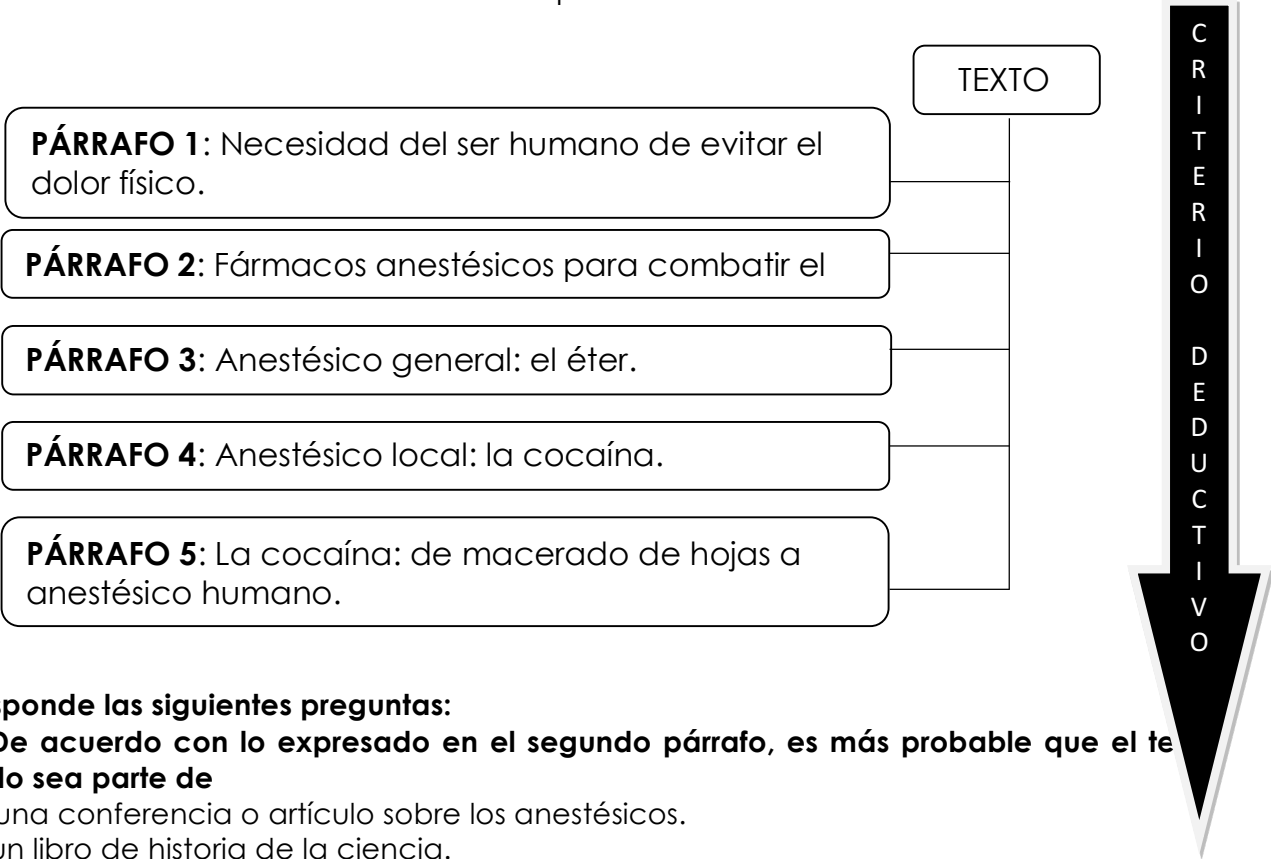 TEXTO
PÁRRAFO 1: Necesidad del ser humano de evitar el
dolor físico.
PÁRRAFO 2: Fármacos anestésicos para combatir el
PÁRRAFO 3: Anestésico general: el éter.
PÁRRAFO 4: Anestésico local: la cocaína.
PÁRRAFO 5: La cocaína: de macerado de hojas a
anestésico humano.
CRITERIO DEDUCTIVO
sponde las siguientes preguntas:
De acuerdo con lo expresado en el segundo párrafo, es más probable que el te
do sea parte de
una conferencia o artículo sobre los anestésicos.
un libro de historia de la ciencia.